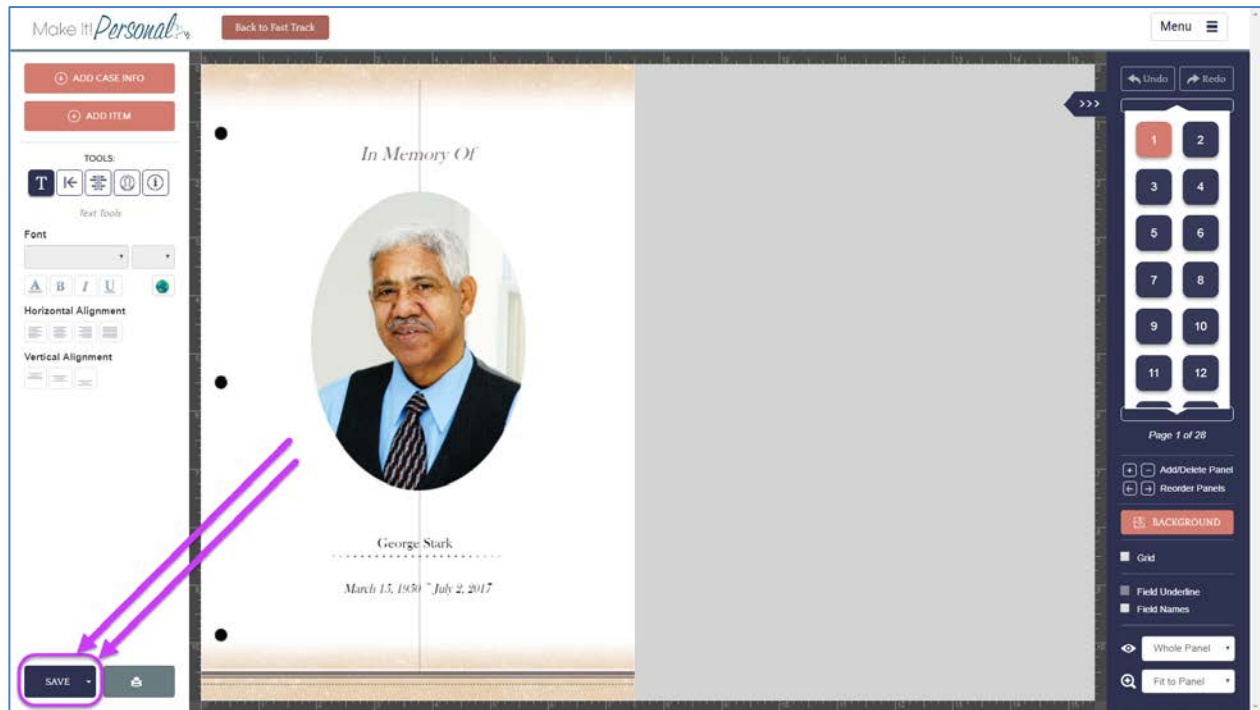 Make It! Personal
Back to Fast Track
Menu
ADD CASE INFO
ADD ITEM
TOOLS:
T
Text Tools
Font
A B I U
Horizontal Alignment
Vertical Alignment
SAVE
In Memory Of
George Stark
March 15, 1950 ~ July 2, 2017
Undo Redo
>>>
1 2
3 4
5 6
7 8
9 10
11 12
Page 1 of 28
+ - Add/Delete Panel
Reorder Panels
BACKGROUND
Grid
Field Underline
Field Names
Whole Panel
Fit to Panel